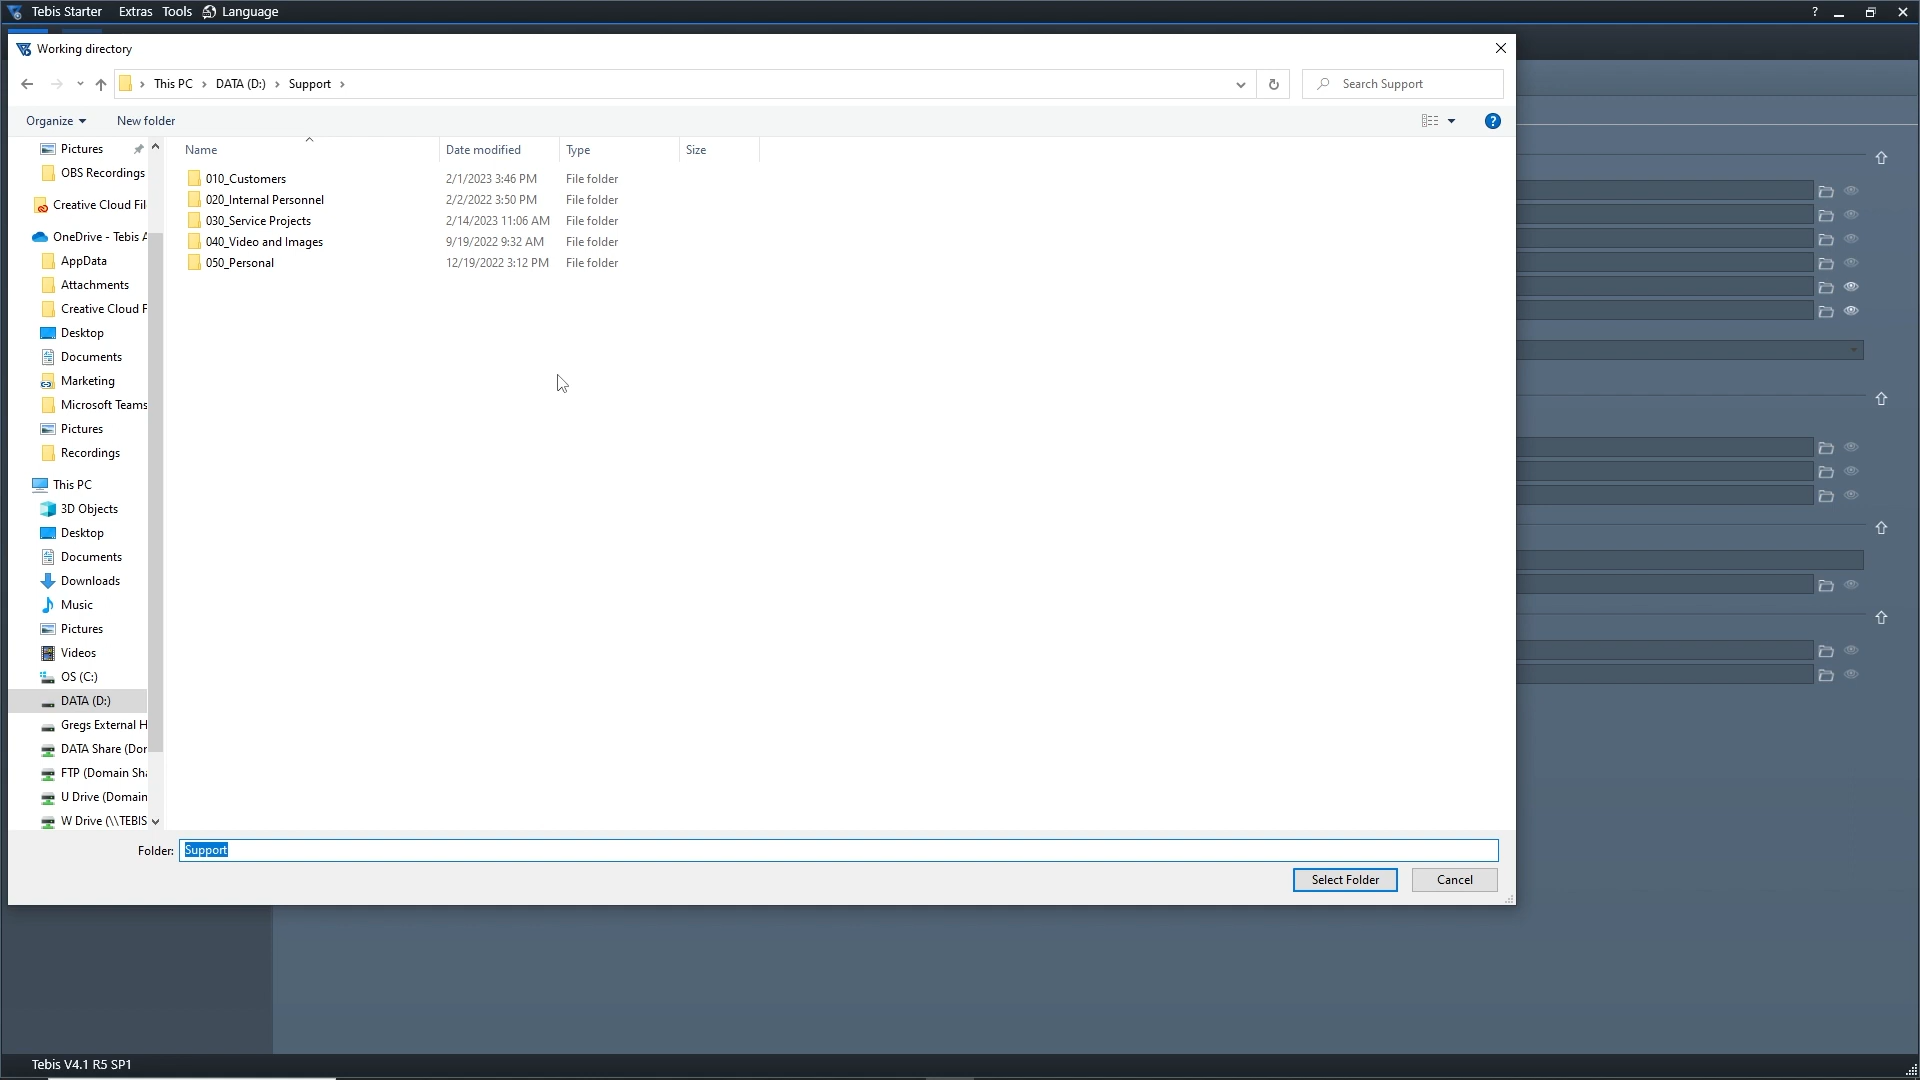 Tebis Starter Extras Tools Language ?
Working directory
This PC DATA (D:) Support Search Support
Organize New folder ?
Name Date modified Type Size
010_Customers 2/1/2023 3:46 PM File folder
020_Internal Personnel 2/2/2022 3:50 PM File folder
030_Service Projects 2/14/2023 11:06 AM File folder
040_Video and Images 9/19/2022 9:32 AM File folder
050_Personal 12/19/2022 3:12 PM File folder
Pictures
OBS Recordings
Creative Cloud Fil
OneDrive - Tebis A
AppData
Attachments
Creative Cloud F
Desktop
Documents
Marketing
Microsoft Teams
Pictures
Recordings
This PC
3D Objects
Desktop
Documents
Downloads
Music
Pictures
Videos
OS (C:)
DATA (D:)
Gregs External H
DATA Share (Dor
FTP (Domain Sha
U Drive (Domain
W Drive (\\TEBIS
Folder: Support
Select Folder Cancel
Tebis V4.1 R5 SP1